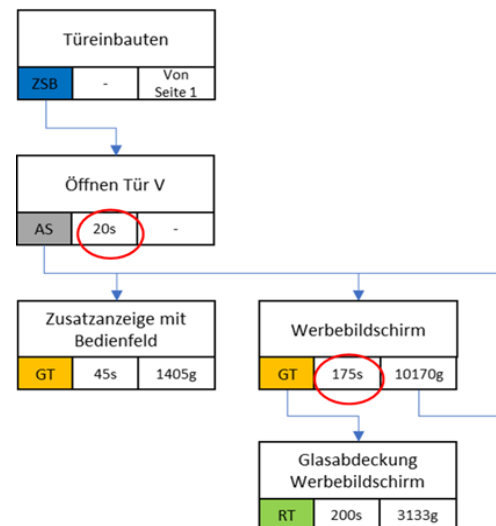 Türeinbauten
ZSB - Von Seite 1
Öffnen Tür V
AS 20s -
Zusatzanzeige mit
Bedienfeld
GT 45s 1405g
Werbebildschirm
GT 175s 10170g
Glasabdeckung
Werbebildschirm
RT 200s 3133g